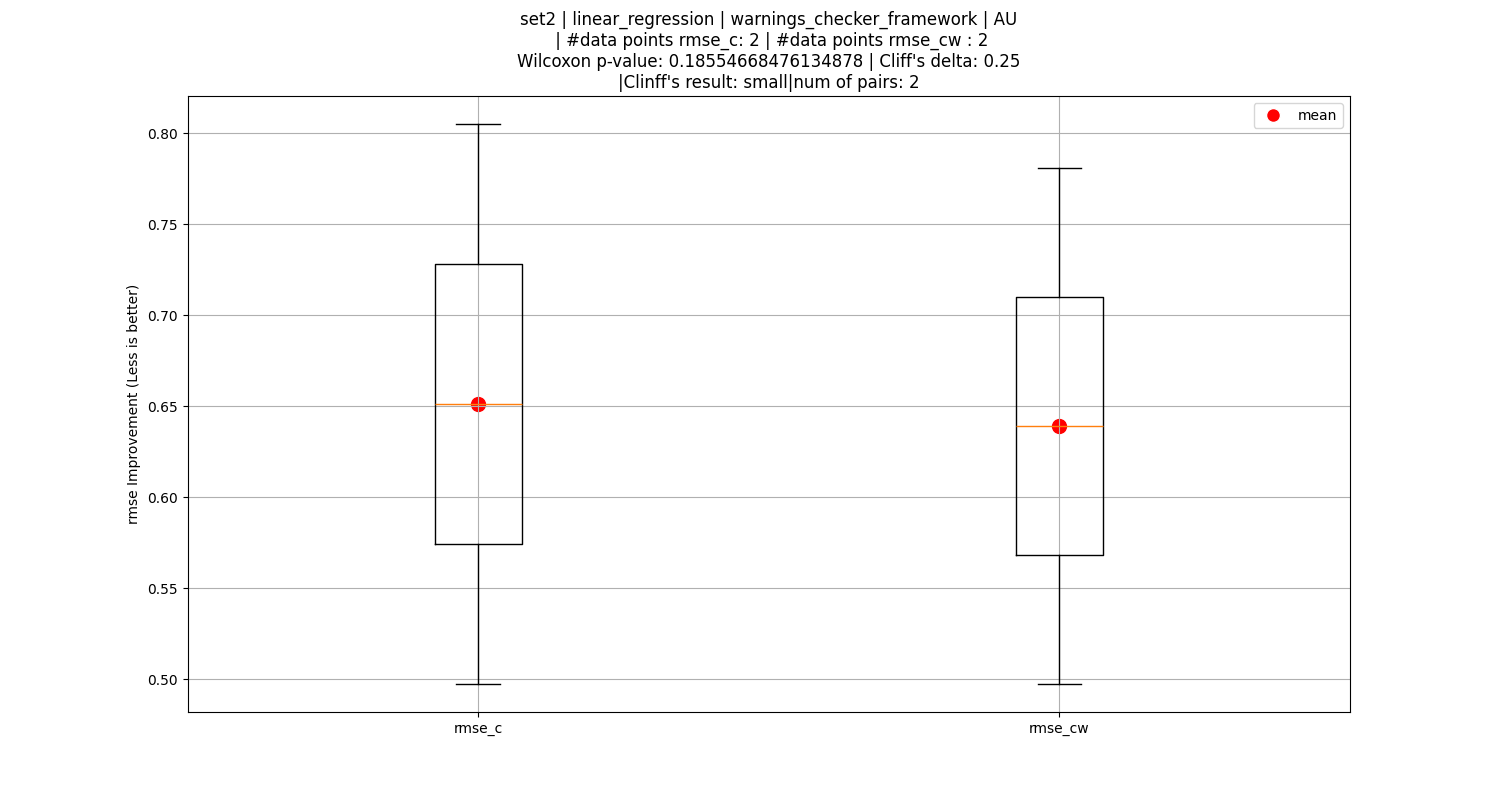 set2 | linear_regression | warnings_checker_framework | AU
| #data points rmse_c: 2 | #data points rmse_cw : 2
Wilcoxon p-value: 0.18554668476134878 | Cliff's delta: 0.25
|Clinff's result: small|num of pairs: 2
mean
0.80
0.75
0.70
0.65
0.60
0.55
0.50
rmse Improvement (Less is better)
rmse_c
rmse_cw